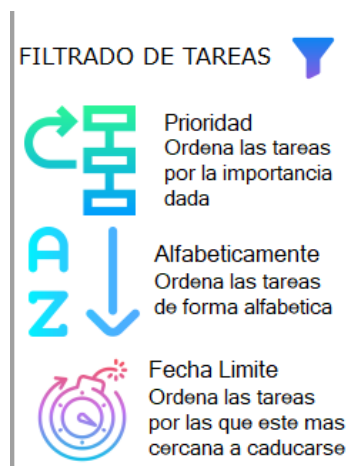 FILTRADO DE TAREAS
Prioridad
Ordena las tareas
por la importancia
dada
A
Z
Alfabeticamente
Ordena las tareas
de forma alfabetica
Fecha Limite
Ordena las tareas
por las que este mas
cercana a caducarse